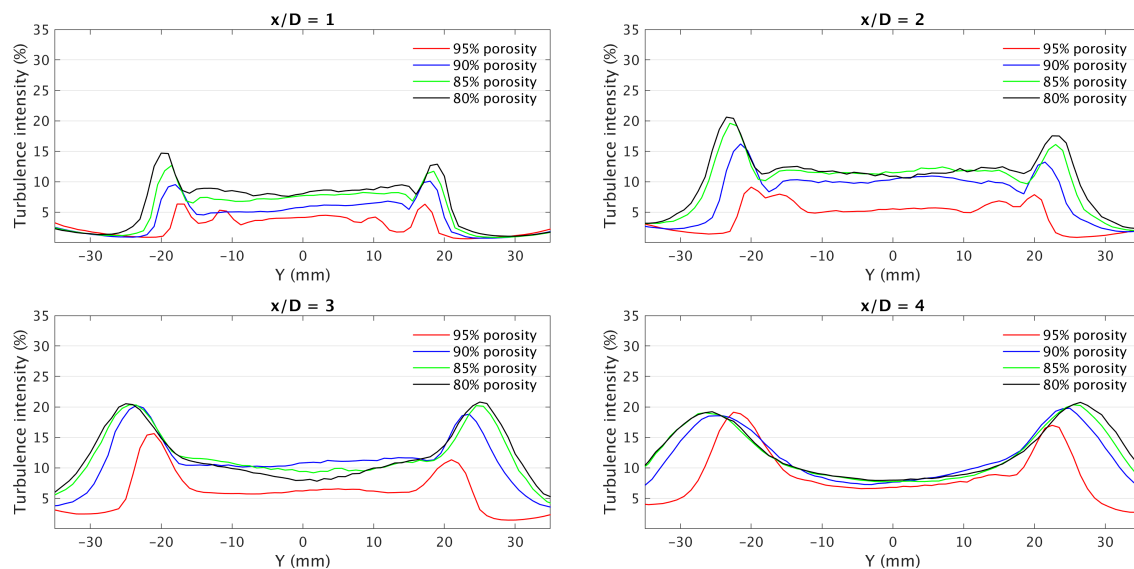 x/D = 1
35
30
25
20
15
10
5
Turbulence intensity (%)
95% porosity
90% porosity
85% porosity
80% porosity
−30 −20 −10 0 10 20 30
Y (mm)
x/D = 2
35
30
25
20
15
10
5
Turbulence intensity (%)
95% porosity
90% porosity
85% porosity
80% porosity
−30 −20 −10 0 10 20 30
Y (mm)
x/D = 3
35
30
25
20
15
10
5
Turbulence intensity (%)
95% porosity
90% porosity
85% porosity
80% porosity
−30 −20 −10 0 10 20 30
Y (mm)
x/D = 4
35
30
25
20
15
10
5
Turbulence intensity (%)
95% porosity
90% porosity
85% porosity
80% porosity
−30 −20 −10 0 10 20 30
Y (mm)